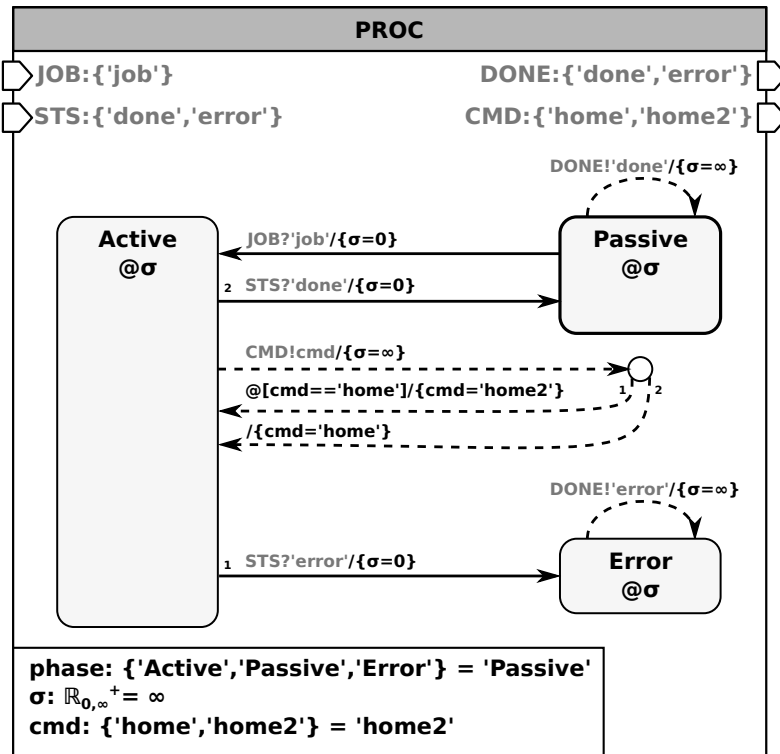 PROC
JOB:{'job'} DONE:{'done','error'}
STS:{'done','error'} CMD:{'home','home2'}
DONE!'done'/{σ=∞}
Active
@σ
Passive
@σ
JOB?'job'/{σ=0}
2 STS?'done'/{σ=0}
CMD!cmd/{σ=∞}
@[cmd=='home']/{cmd='home2'} 1 2
/{cmd='home'}
DONE!'error'/{σ=∞}
1 STS?'error'/{σ=0}
Error
@σ
phase: {'Active','Passive','Error'} = 'Passive'
σ: ℝ₀,∞⁺= ∞
cmd: {'home','home2'} = 'home2'